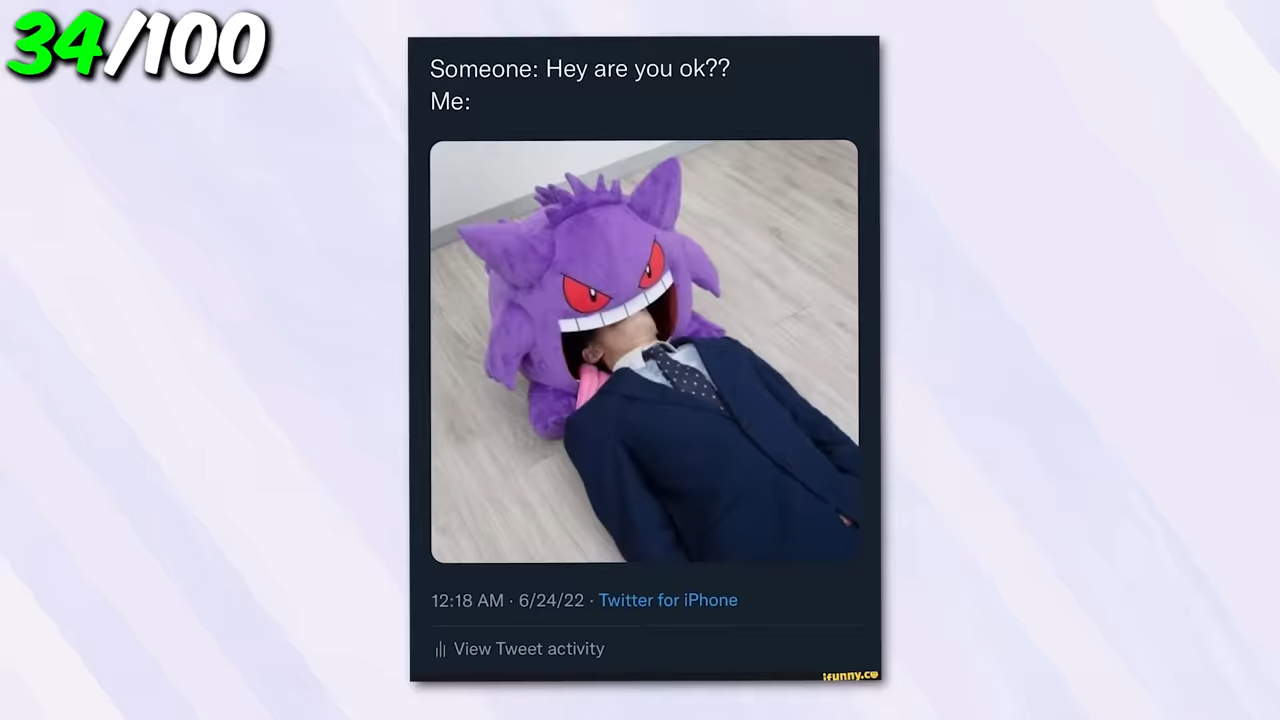 34/100
Someone: Hey are you ok??
Me:
12:18 AM · 6/24/22 · Twitter for iPhone
View Tweet activity
ifunny.co